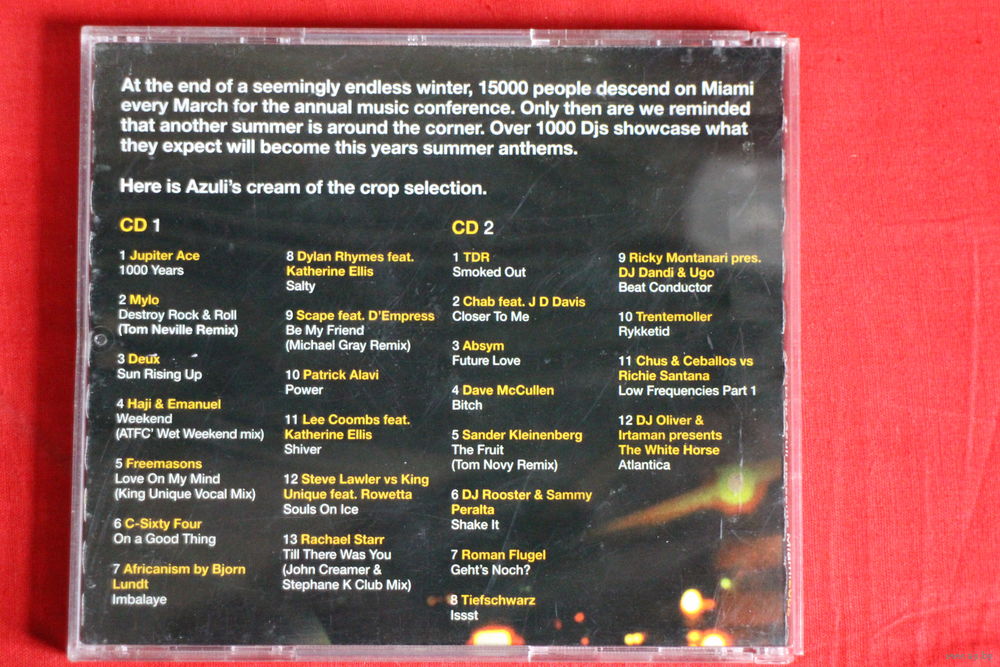 At the end of a seemingly endless winter, 15000 people descend on Miami
every March for the annual music conference. Only then are we reminded
that another summer is around the corner. Over 1000 Djs showcase what
they expect will become this years summer anthems.
Here is Azuli's cream of the crop selection.
CD 1
1 Jupiter Ace
1000 Years
2 Mylo
Destroy Rock & Roll
(Tom Neville Remix)
3 Deux
Sun Rising Up
4 Haji & Emanuel
Weekend
(ATFC' Wet Weekend mix)
5 Freemasons
Love On My Mind
(King Unique Vocal Mix)
6 C-Sixty Four
On a Good Thing
7 Africanism by Bjorn
Lundt
Imbalaye
8 Dylan Rhymes feat.
Katherine Ellis
Salty
9 Scape feat. D'Empress
Be My Friend
(Michael Gray Remix)
10 Patrick Alavi
Power
11 Lee Coombs feat.
Katherine Ellis
Shiver
12 Steve Lawler vs King
Unique feat. Rowetta
Souls On Ice
13 Rachael Starr
Till There Was You
(John Creamer &
Stephane K Club Mix)
CD 2
1 TDR
Smoked Out
2 Chab feat. J D Davis
Closer To Me
3 Absym
Future Love
4 Dave McCullen
Bitch
5 Sander Kleinenberg
The Fruit
(Tom Novy Remix)
6 DJ Rooster & Sammy
Peralta
Shake It
7 Roman Flugel
Geht's Noch?
8 Tiefschwarz
Issst
9 Ricky Montanari pres.
DJ Dandi & Ugo
Beat Conductor
10 Trentemoller
Rykketid
11 Chus & Ceballos vs
Richie Santana
Low Frequencies Part 1
12 DJ Oliver &
Irtaman presents
The White Horse
Atlantica